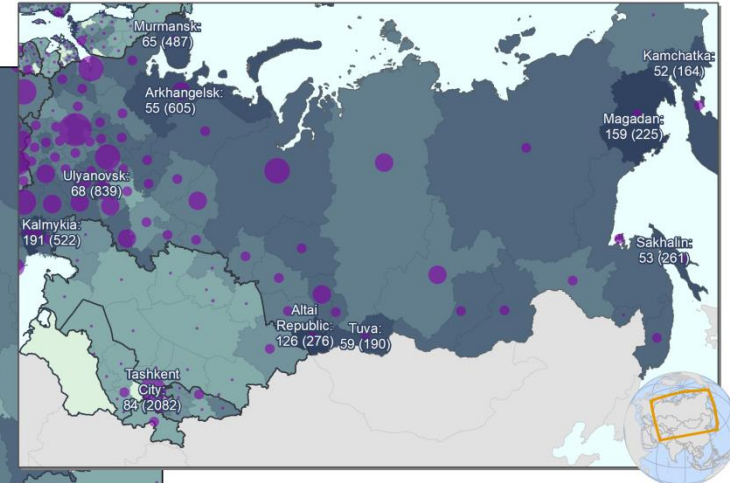 Murmansk:
65 (487)
Kamchatka:
52 (164)
Arkhangelsk:
55 (605)
Magadan:
159 (225)
Ulyanovsk:
68 (839)
Kalmykia:
191 (522)
Sakhalin:
53 (261)
Altai
Republic:
126 (276)
Tuva:
59 (190)
Tashkent
City:
84 (2082)